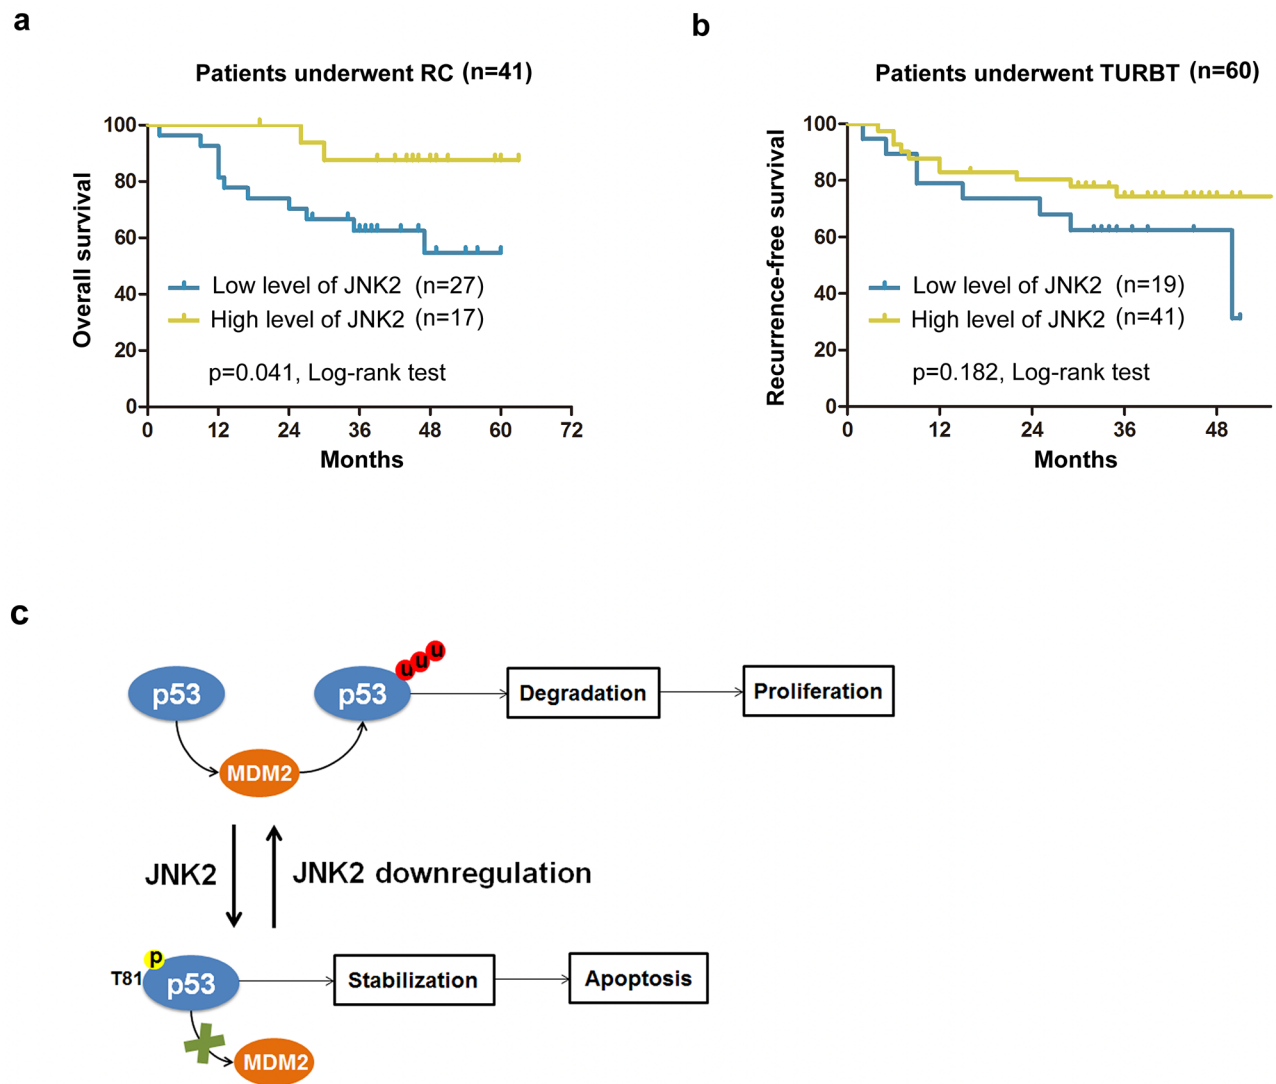 a
Patients underwent RC (n=41)
100
80
60
40
20
0
Overall survival
Low level of JNK2 (n=27)
High level of JNK2 (n=17)
p=0.041, Log-rank test
0 12 24 36 48 60 72
Months
b
Patients underwent TURBT (n=60)
100
80
60
40
20
0
Recurrence-free survival
Low level of JNK2 (n=19)
High level of JNK2 (n=41)
p=0.182, Log-rank test
0 12 24 36 48
Months
c
p53
MDM2
p53
u u u
Degradation
Proliferation
JNK2
JNK2 downregulation
T81
p
p53
Stabilization
Apoptosis
MDM2